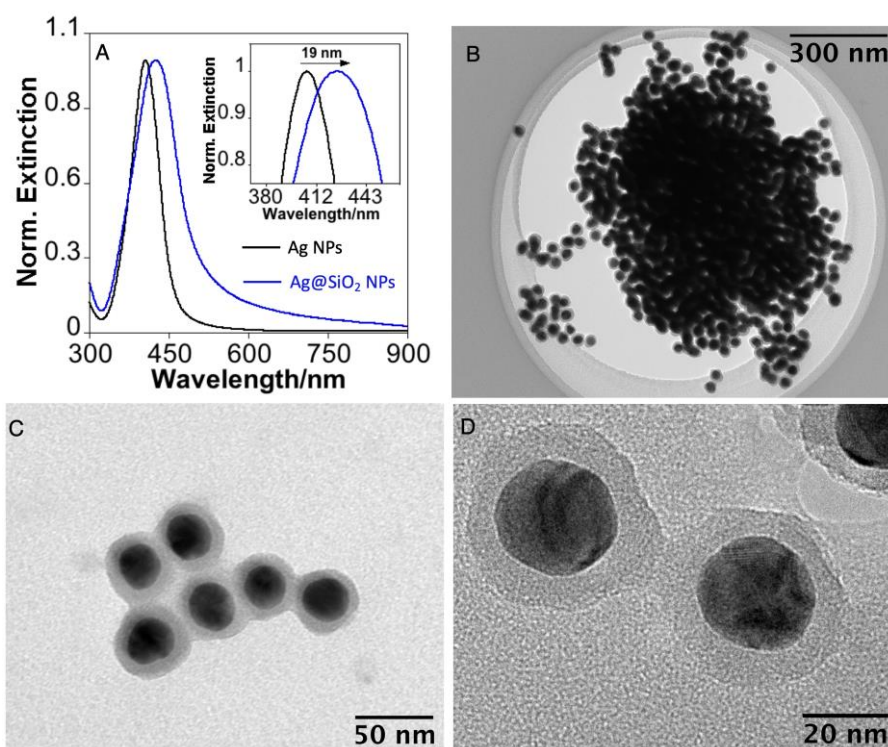 A
1.1
0.8
0.6
0.3
0
Norm. Extinction
300
450
600
750
900
Wavelength/nm
19 nm
1
0.9
0.8
Norm. Extinction
380
412
443
Wavelength/nm
Ag NPs
Ag@SiO₂ NPs
B
300 nm
C
50 nm
D
20 nm